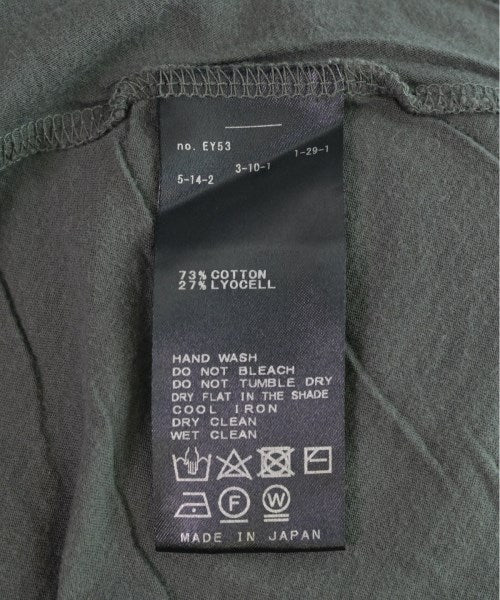 no. EY53
1-29-1
3-10-1
5-14-2
73% COTTON
27% LYOCELL
HAND WASH
DO NOT BLEACH
DO NOT TUMBLE DRY
DRY FLAT IN THE SHADE
COOL IRON
DRY CLEAN
WET CLEAN
F W
MADE IN JAPAN